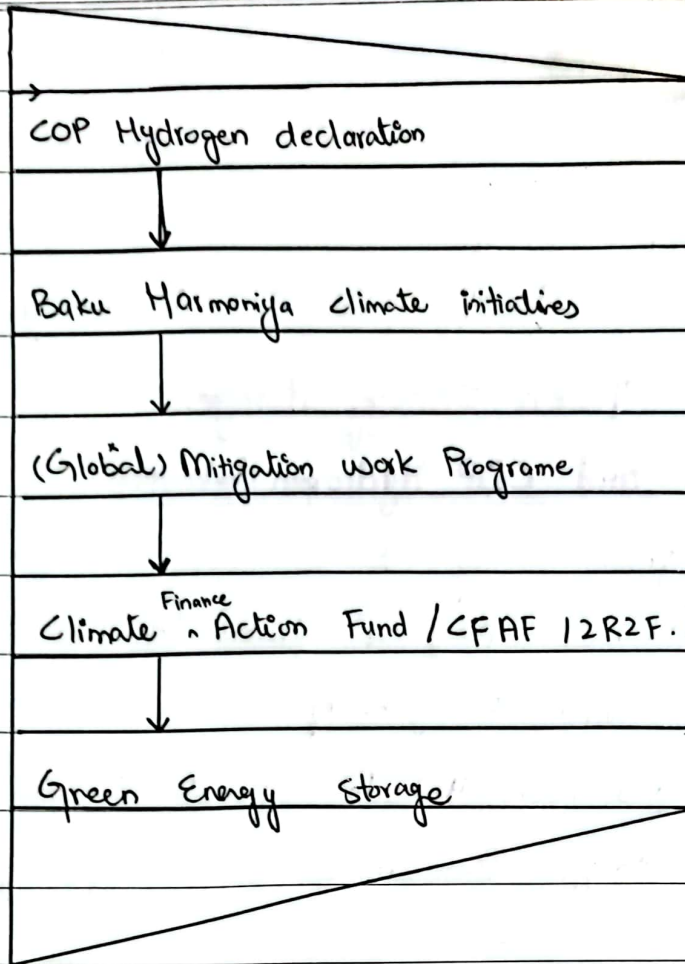 COP Hydrogen declaration
Baku Harmoniya climate initiatives
(Global) Mitigation work Programe
Climate Finance Action Fund / CFAF 12R2F.
Green Energy Storage